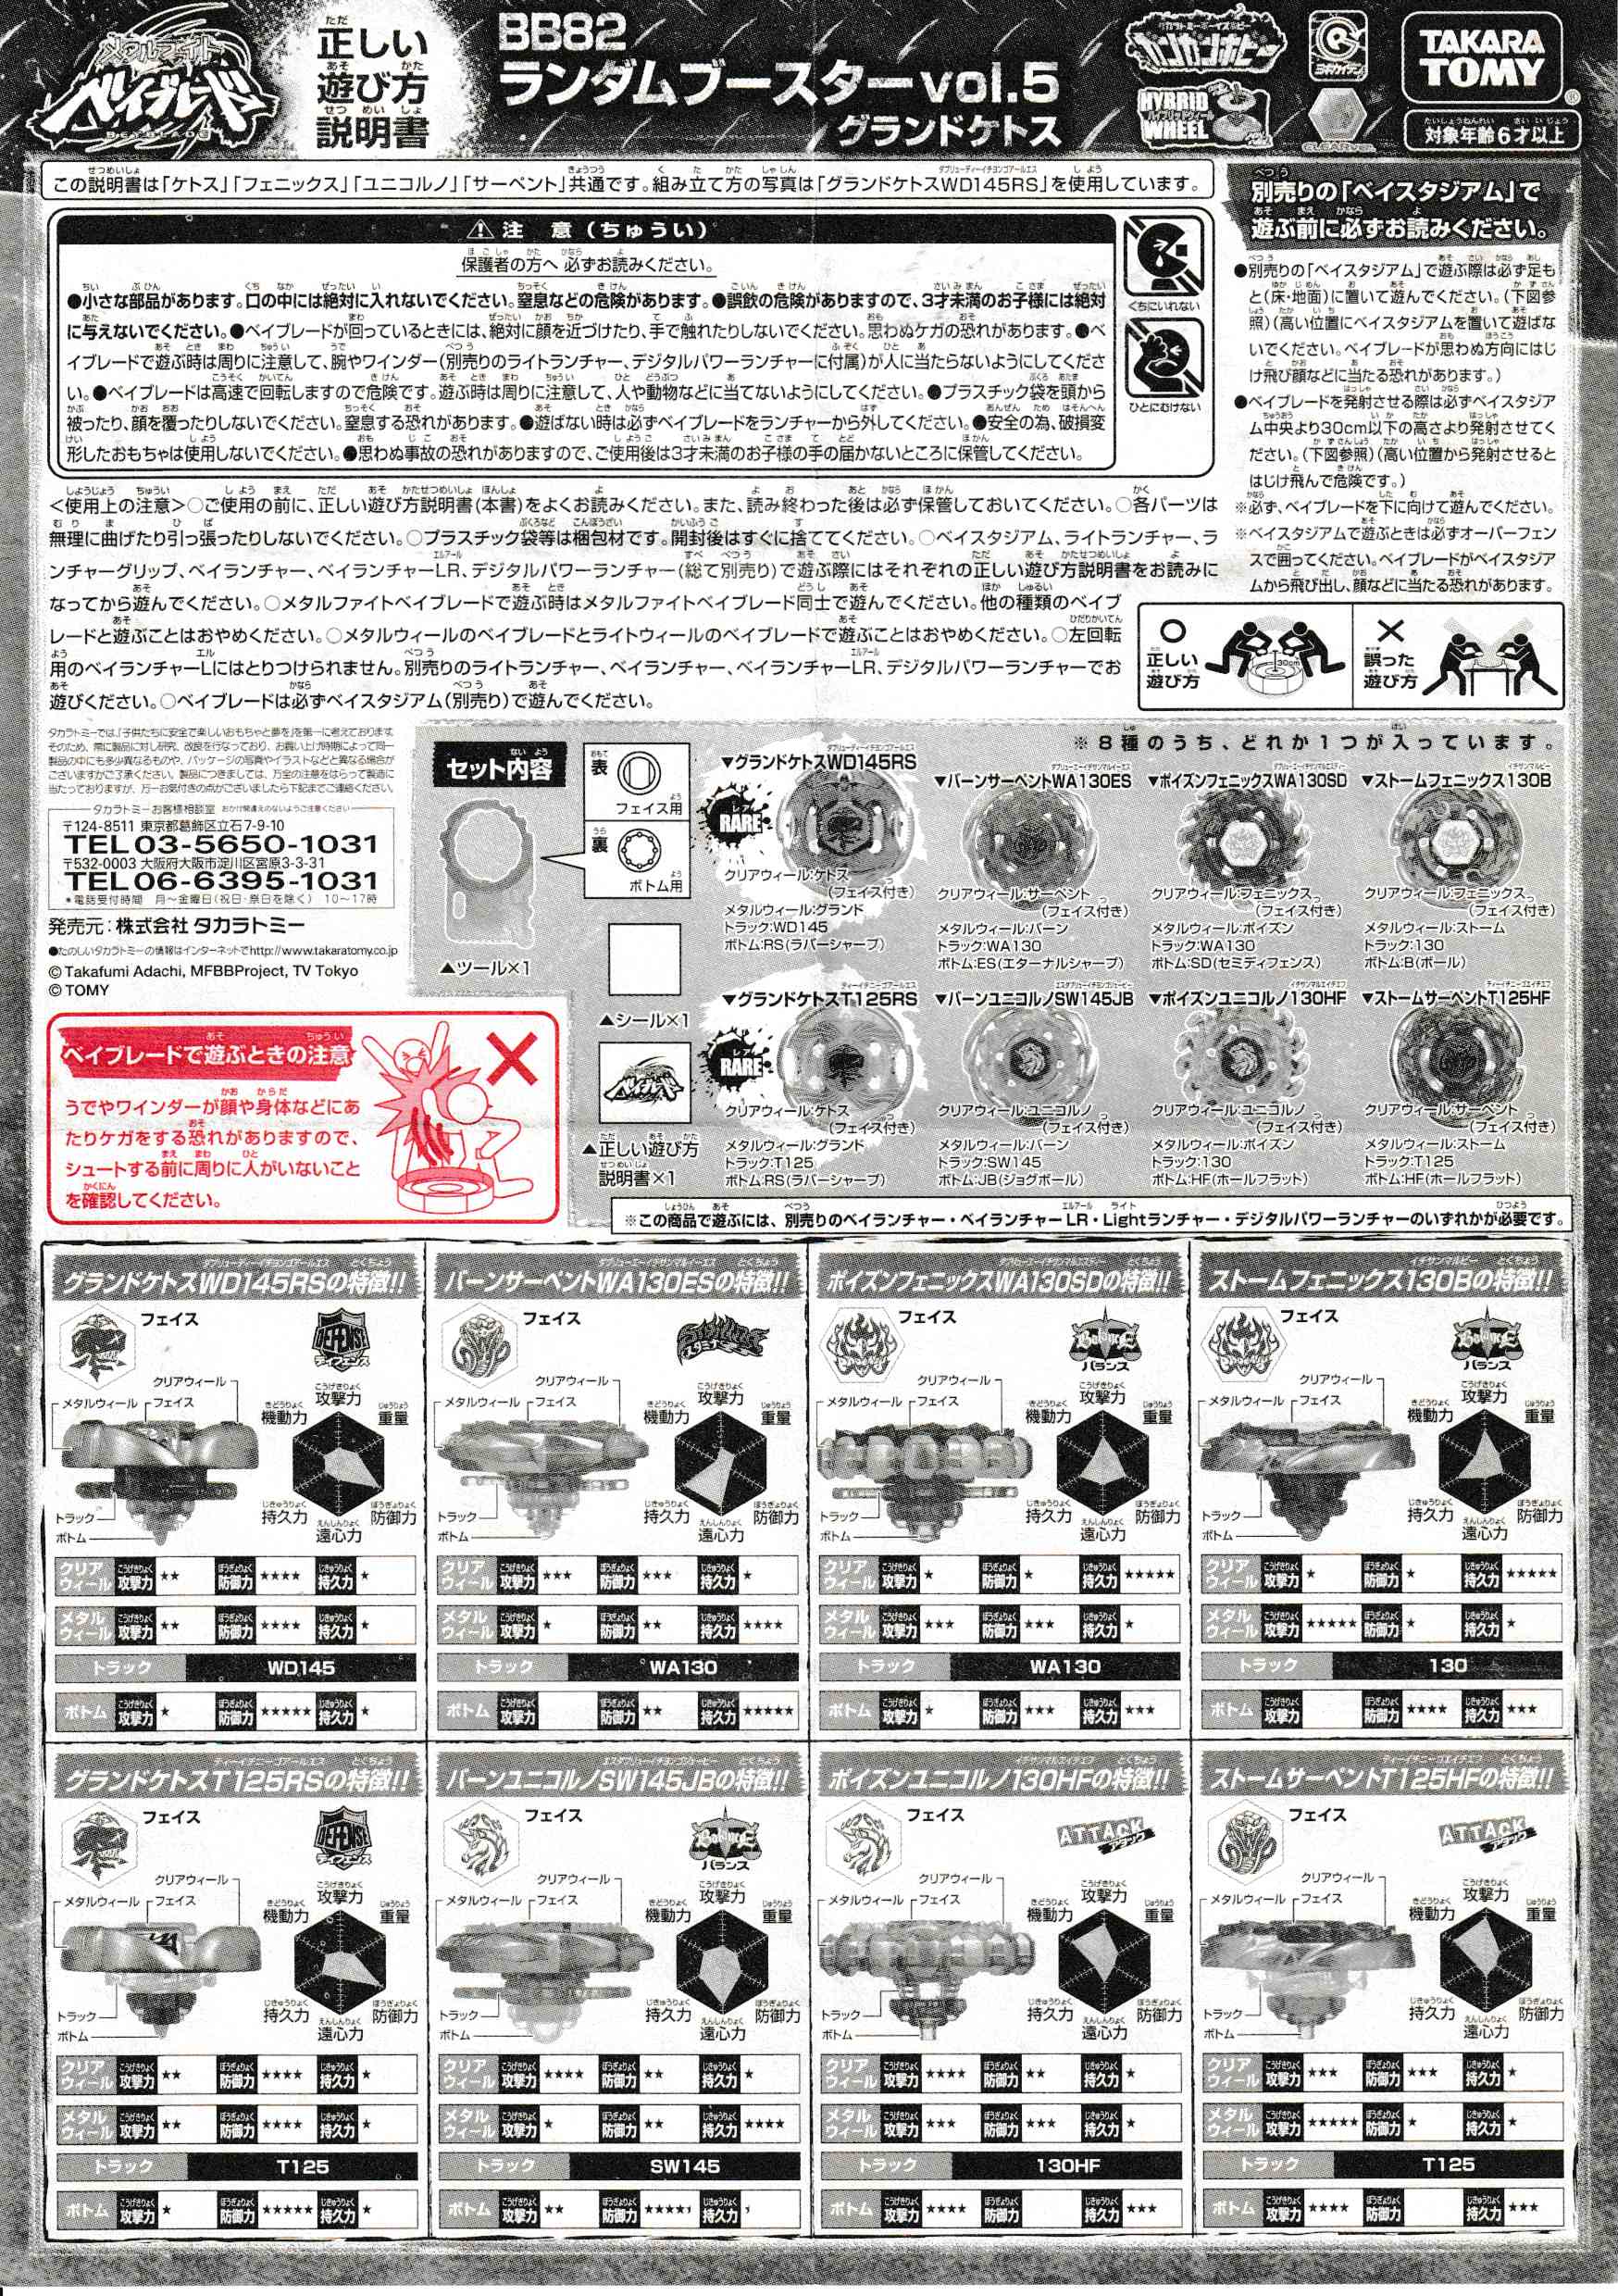 メタルファイト
ベイブレード
BEYBLADE
正しい
遊び方
説明書
BB82
ランダムブースターvol.5
グランドケトス
カンカンホビー
HYBRID
WHEEL
CLEAR ver.
TAKARA
TOMY
対象年齢6才以上
この説明書は「ケトス」「フェニックス」「ユニコルノ」「サーペント」共通です。組み立て方の写真は「グランドケトスWD145RS」を使用しています。
⚠注 意(ちゅうい)
保護者の方へ 必ずお読みください。
●小さな部品があります。口の中には絶対に入れないでください。窒息などの危険があります。●誤飲の危険がありますので、3才未満のお子様には絶対
に与えないでください。●ベイブレードが回っているときには、絶対に顔を近づけたり、手で触れたりしないでください。思わぬケガの恐れがあります。●ベ
イブレードで遊ぶ時は周りに注意して、腕やワインダー(別売りのライトランチャー、デジタルパワーランチャーに付属)が人に当たらないようにしてくださ
い。●ベイブレードは高速で回転しますので危険です。遊ぶ時は周りに注意して、人や動物などに当てないようにしてください。●プラスチック袋を頭から
被ったり、顔を覆ったりしないでください。窒息する恐れがあります。●遊ばない時は必ずベイブレードをランチャーから外してください。●安全の為、破損変
形したおもちゃは使用しないでください。●思わぬ事故の恐れがありますので、ご使用後は3才未満のお子様の手の届かないところに保管してください。
くちにいれない
ひとにむけない
<使用上の注意>○ご使用の前に、正しい遊び方説明書(本書)をよくお読みください。また、読み終わった後は必ず保管しておいてください。○各パーツは
無理に曲げたり引っ張ったりしないでください。○プラスチック袋等は梱包材です。開封後はすぐに捨ててください。○ベイスタジアム、ライトランチャー、ラ
ンチャーグリップ、ベイランチャー、ベイランチャーLR、デジタルパワーランチャー(総て別売り)で遊ぶ際にはそれぞれの正しい遊び方説明書をお読みに
なってから遊んでください。○メタルファイトベイブレードで遊ぶ時はメタルファイトベイブレード同士で遊んでください。他の種類のベイブ
レードと遊ぶことはおやめください。○メタルウィールのベイブレードとライトウィールのベイブレードで遊ぶことはおやめください。○左回転
用のベイランチャーLにはとりつけられません。別売りのライトランチャー、ベイランチャー、ベイランチャーLR、デジタルパワーランチャーでお
遊びください。○ベイブレードは必ずベイスタジアム(別売り)で遊んでください。
別売りの「ベイスタジアム」で
遊ぶ前に必ずお読みください。
●別売りの「ベイスタジアム」で遊ぶ際は必ず足も
と(床・地面)に置いて遊んでください。(下図参
照)(高い位置にベイスタジアムを置いて遊ばな
いでください。ベイブレードが思わぬ方向にはじ
け飛び顔などに当たる恐れがあります。)
●ベイブレードを発射させる際は必ずベイスタジア
ム中央より30cm以下の高さより発射させてく
ださい。(下図参照)(高い位置から発射させると
はじけ飛んで危険です。)
※必ず、ベイブレードを下に向けて遊んでください。
※ベイスタジアムで遊ぶときは必ずオーバーフェン
スで囲ってください。ベイブレードがベイスタジア
ムから飛び出し、顔などに当たる恐れがあります。
○
正しい
遊び方
30cm
×
誤った
遊び方
タカラトミーでは、「子供たちに安全で楽しいおもちゃと夢を」を第一に考えております。
そのため、常に製品に対し研究、改良を行なっており、お買い上げ時期によって同一
製品の中にも多少異なるものや、パッケージの写真やイラストなどと異なる場合が
ございますがご了承ください。製品につきましては、万全の注意をはらって製造に
当たっておりますが、万一お気付きの点がございましたら下記までご連絡ください。
タカラトミーお客様相談室 おかけ間違えのないようご注意ください
〒124-8511 東京都葛飾区立石7-9-10
TEL03-5650-1031
〒532-0003 大阪府大阪市淀川区宮原3-3-31
TEL06-6395-1031
*電話受付時間 月〜金曜日(祝日・祭日を除く) 10〜17時
発売元:株式会社 タカラトミー
●たのしいタカラトミーの情報はインターネットでhttp://www.takaratomy.co.jp
© Takafumi Adachi, MFBBProject, TV Tokyo
© TOMY
ベイブレードで遊ぶときの注意
うでやワインダーが顔や身体などにあ
たりケガをする恐れがありますので、
シュートする前に周りに人がいないこと
を確認してください。
セット内容
表
フェイス用
裏
ボトム用
▲ツール×1
▲シール×1
ベイブレード
▲正しい遊び方
説明書×1
※8種のうち、どれか1つが入っています。
▼グランドケトスWD145RS
レア
RARE
クリアウィール:ケトス
(フェイス付き)
メタルウィール:グランド
トラック:WD145
ボトム:RS(ラバーシャープ)
▼バーンサーペントWA130ES
クリアウィール:サーペント
(フェイス付き)
メタルウィール:バーン
トラック:WA130
ボトム:ES(エターナルシャープ)
▼ポイズンフェニックスWA130SD
クリアウィール:フェニックス
(フェイス付き)
メタルウィール:ポイズン
トラック:WA130
ボトム:SD(セミディフェンス)
▼ストームフェニックス130B
クリアウィール:フェニックス
(フェイス付き)
メタルウィール:ストーム
トラック:130
ボトム:B(ボール)
▼グランドケトスT125RS
レア
RARE
クリアウィール:ケトス
(フェイス付き)
メタルウィール:グランド
トラック:T125
ボトム:RS(ラバーシャープ)
▼バーンユニコルノSW145JB
クリアウィール:ユニコルノ
(フェイス付き)
メタルウィール:バーン
トラック:SW145
ボトム:JB(ジョグボール)
▼ポイズンユニコルノ130HF
クリアウィール:ユニコルノ
(フェイス付き)
メタルウィール:ポイズン
トラック:130
ボトム:HF(ホールフラット)
▼ストームサーペントT125HF
クリアウィール:サーペント
(フェイス付き)
メタルウィール:ストーム
トラック:T125
ボトム:HF(ホールフラット)
※この商品で遊ぶには、別売りのベイランチャー・ベイランチャーLR・Lightランチャー・デジタルパワーランチャーのいずれかが必要です。
グランドケトスWD145RSの特徴!!
フェイス
DEFENSE
ディフェンス
クリアウィール
メタルウィール フェイス
トラック
ボトム
攻撃力
機動力 重量
持久力 防御力
遠心力
クリアウィール 攻撃力 ★★ 防御力 ★★★★ 持久力 ★
メタルウィール 攻撃力 ★★ 防御力 ★★★★ 持久力 ★
トラック WD145
ボトム 攻撃力 ★ 防御力 ★★★★★ 持久力 ★
バーンサーペントWA130ESの特徴!!
フェイス
スタミナ
クリアウィール
メタルウィール フェイス
トラック
ボトム
攻撃力
機動力 重量
持久力 防御力
遠心力
クリアウィール 攻撃力 ★★★ 防御力 ★★★ 持久力 ★
メタルウィール 攻撃力 ★ 防御力 ★★ 持久力 ★★★★
トラック WA130
ボトム 攻撃力 防御力 ★★ 持久力 ★★★★★
ポイズンフェニックスWA130SDの特徴!!
フェイス
BALANCE
バランス
クリアウィール
メタルウィール フェイス
トラック
ボトム
攻撃力
機動力 重量
持久力 防御力
遠心力
クリアウィール 攻撃力 ★ 防御力 ★ 持久力 ★★★★★
メタルウィール 攻撃力 ★★★ 防御力 ★★★ 持久力 ★
トラック WA130
ボトム 攻撃力 ★ 防御力 ★★★ 持久力 ★★★
ストームフェニックス130Bの特徴!!
フェイス
BALANCE
バランス
クリアウィール
メタルウィール フェイス
トラック
ボトム
攻撃力
機動力 重量
持久力 防御力
遠心力
クリアウィール 攻撃力 ★ 防御力 ★ 持久力 ★★★★★
メタルウィール 攻撃力 ★★★★★ 防御力 ★ 持久力 ★
トラック 130
ボトム 攻撃力 防御力 ★★★★ 持久力 ★★★
グランドケトスT125RSの特徴!!
フェイス
DEFENSE
ディフェンス
クリアウィール
メタルウィール フェイス
トラック
ボトム
攻撃力
機動力 重量
持久力 防御力
遠心力
クリアウィール 攻撃力 ★★ 防御力 ★★★★ 持久力 ★
メタルウィール 攻撃力 ★★ 防御力 ★★★★ 持久力 ★
トラック T125
ボトム 攻撃力 ★ 防御力 ★★★★★ 持久力 ★
バーンユニコルノSW145JBの特徴!!
フェイス
BALANCE
バランス
クリアウィール
メタルウィール フェイス
トラック
ボトム
攻撃力
機動力 重量
持久力 防御力
遠心力
クリアウィール 攻撃力 ★★★★ 防御力 ★★ 持久力 ★
メタルウィール 攻撃力 ★ 防御力 ★★ 持久力 ★★★★
トラック SW145
ボトム 攻撃力 ★★ 防御力 ★★★★ 持久力
ポイズンユニコルノ130HFの特徴!!
フェイス
ATTACK
アタック
クリアウィール
メタルウィール フェイス
トラック
ボトム
攻撃力
機動力 重量
持久力 防御力
遠心力
クリアウィール 攻撃力 ★★★★ 防御力 ★★ 持久力 ★
メタルウィール 攻撃力 ★★★ 防御力 ★★★ 持久力 ★
トラック 130HF
ボトム 攻撃力 ★★★★ 防御力 持久力 ★★★
ストームサーペントT125HFの特徴!!
フェイス
ATTACK
アタック
クリアウィール
メタルウィール フェイス
トラック
ボトム
攻撃力
機動力 重量
持久力 防御力
遠心力
クリアウィール 攻撃力 ★★★ 防御力 ★★★ 持久力 ★
メタルウィール 攻撃力 ★★★★★ 防御力 ★ 持久力 ★
トラック T125
ボトム 攻撃力 ★★★★ 防御力 持久力 ★★★